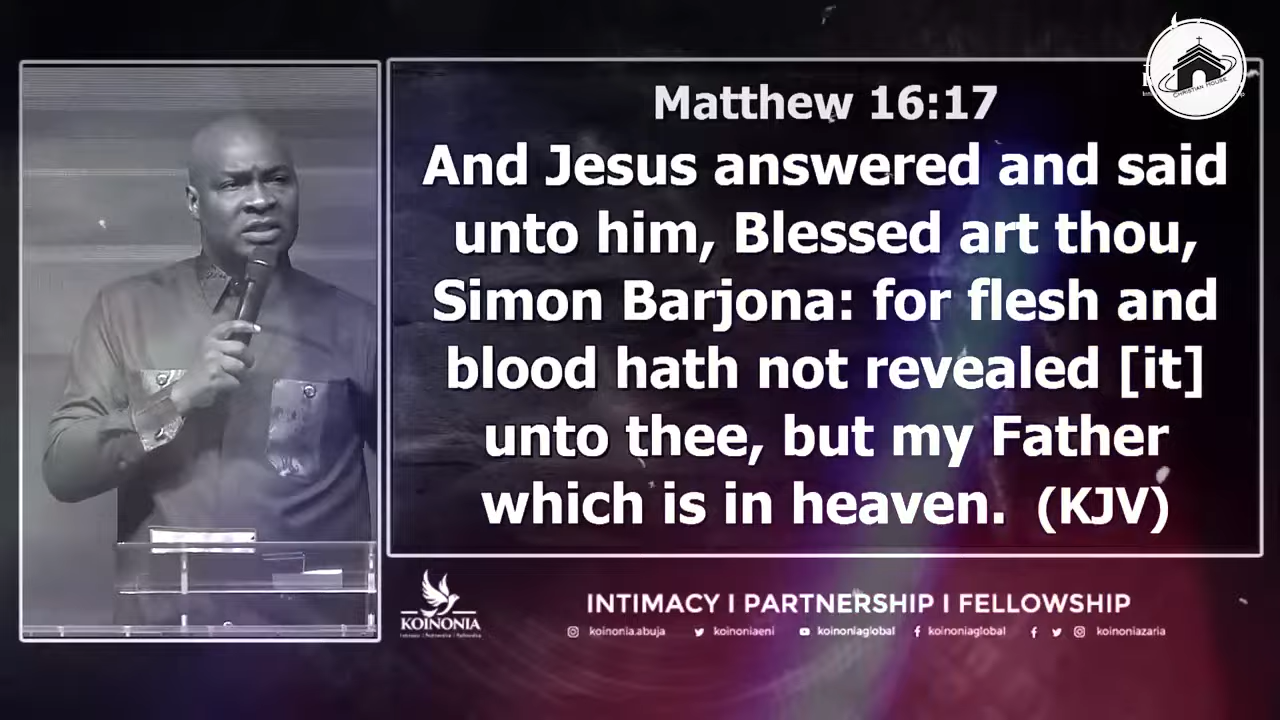 Matthew 16:17
And Jesus answered and said
unto him, Blessed art thou,
Simon Barjona: for flesh and
blood hath not revealed [it]
unto thee, but my Father
which is in heaven. (KJV)
CHRISTIAN HOUSE
KOINONIA
INTIMACY I PARTNERSHIP I FELLOWSHIP
koinonia.abuja koinoniaeni koinoniaglobal koinoniaglobal koinoniazaria